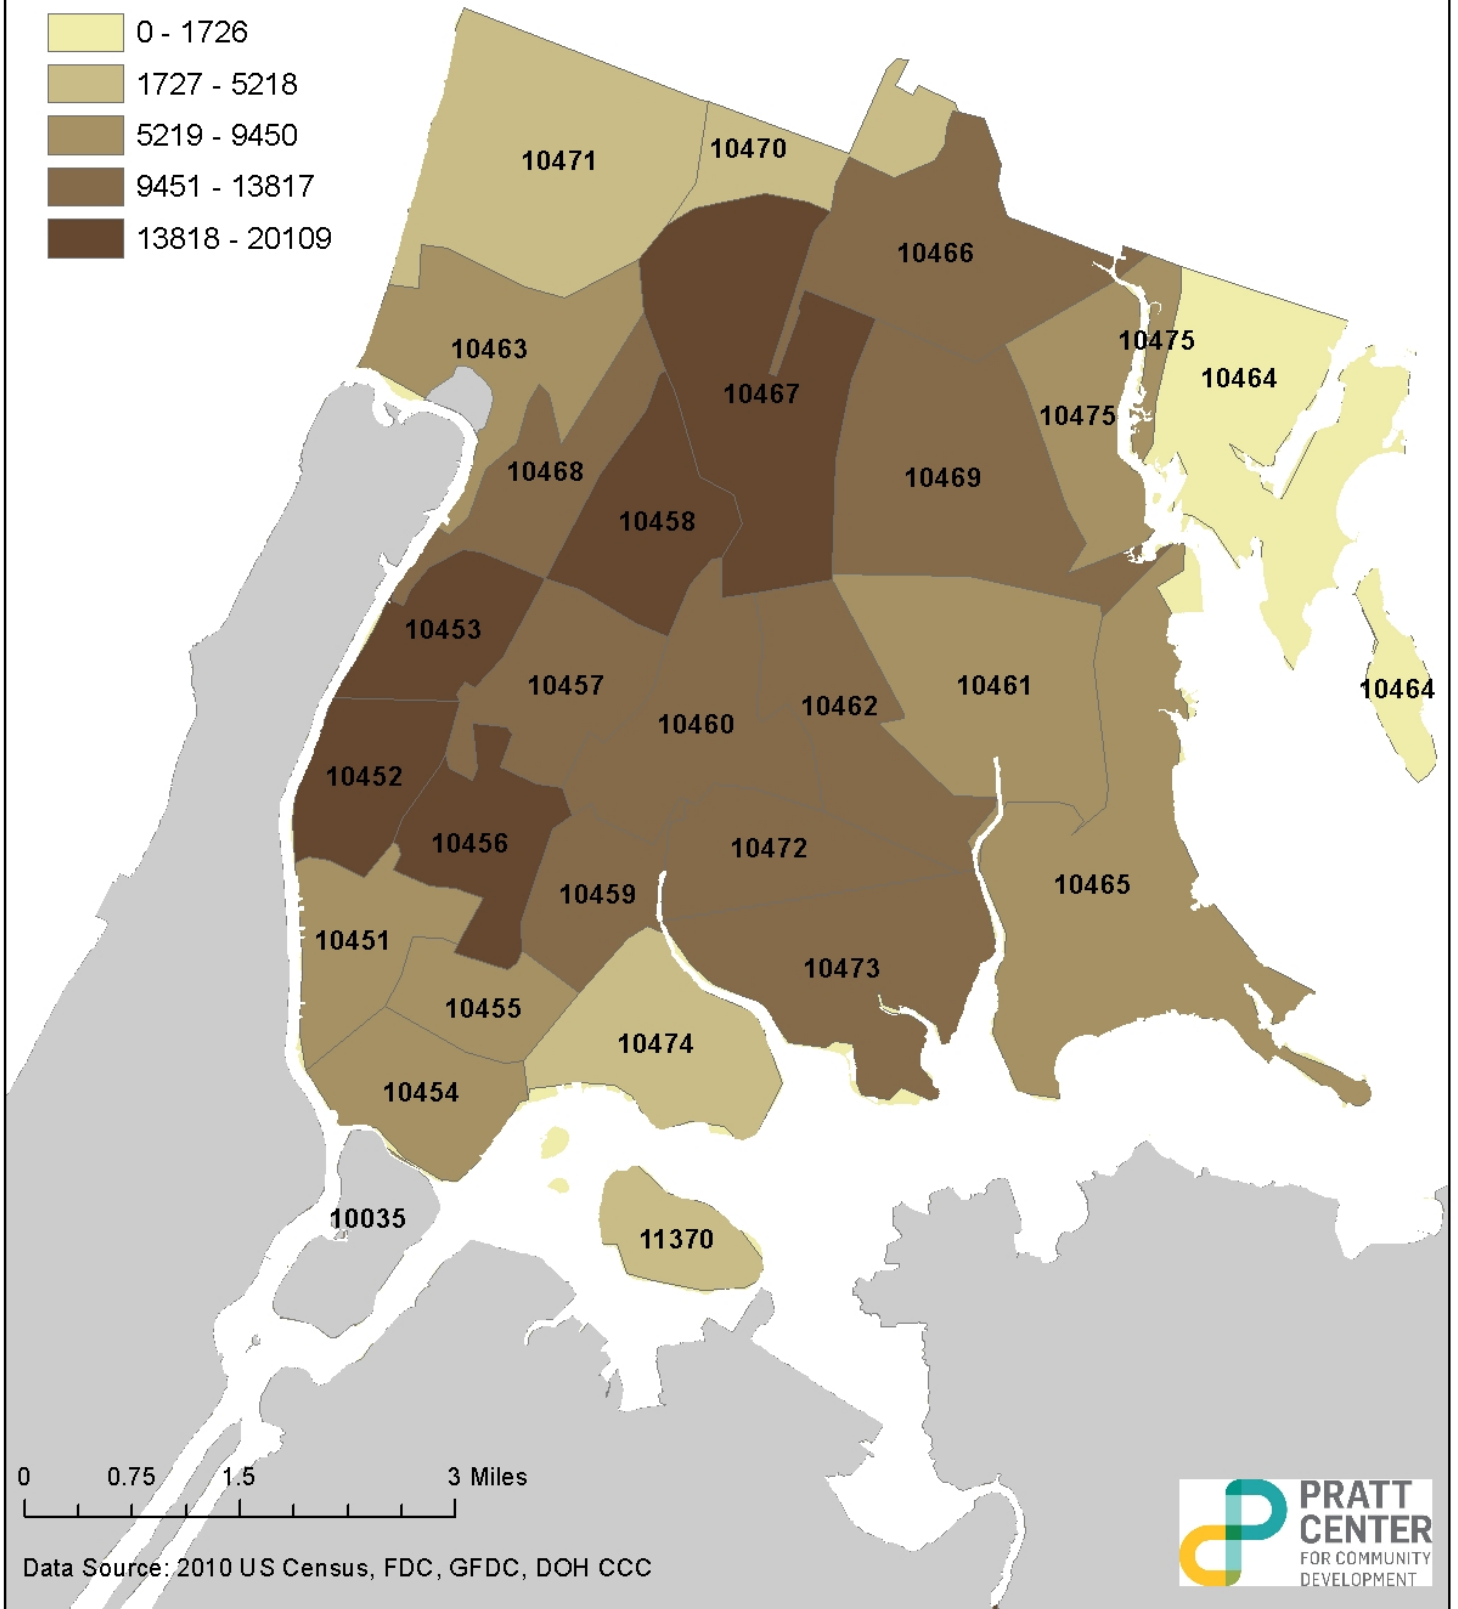 0 - 1726
1727 - 5218
5219 - 9450
9451 - 13817
13818 - 20109
10471
10470
10466
10463
10475
10464
10467
10475
10468
10469
10458
10453
10457
10461
10464
10460
10462
10452
10456
10472
10459
10465
10451
10473
10455
10474
10454
10035
11370
0 0.75 1.5 3 Miles
Data Source: 2010 US Census, FDC, GFDC, DOH CCC
PRATT
CENTER
FOR COMMUNITY
DEVELOPMENT